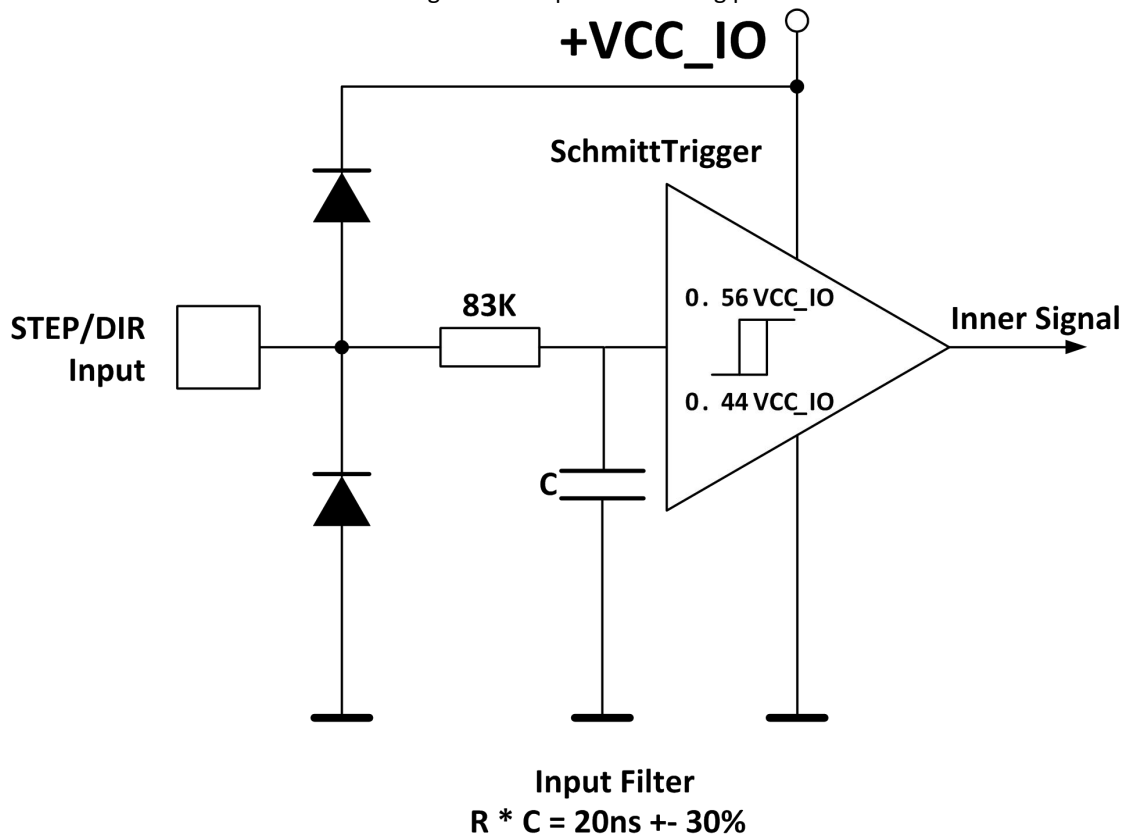 +VCC_IO
SchmittTrigger
0. 56 VCC_IO
83K
STEP/DIR
Input
Inner Signal
0. 44 VCC_IO
C
Input Filter
R * C = 20ns +- 30%